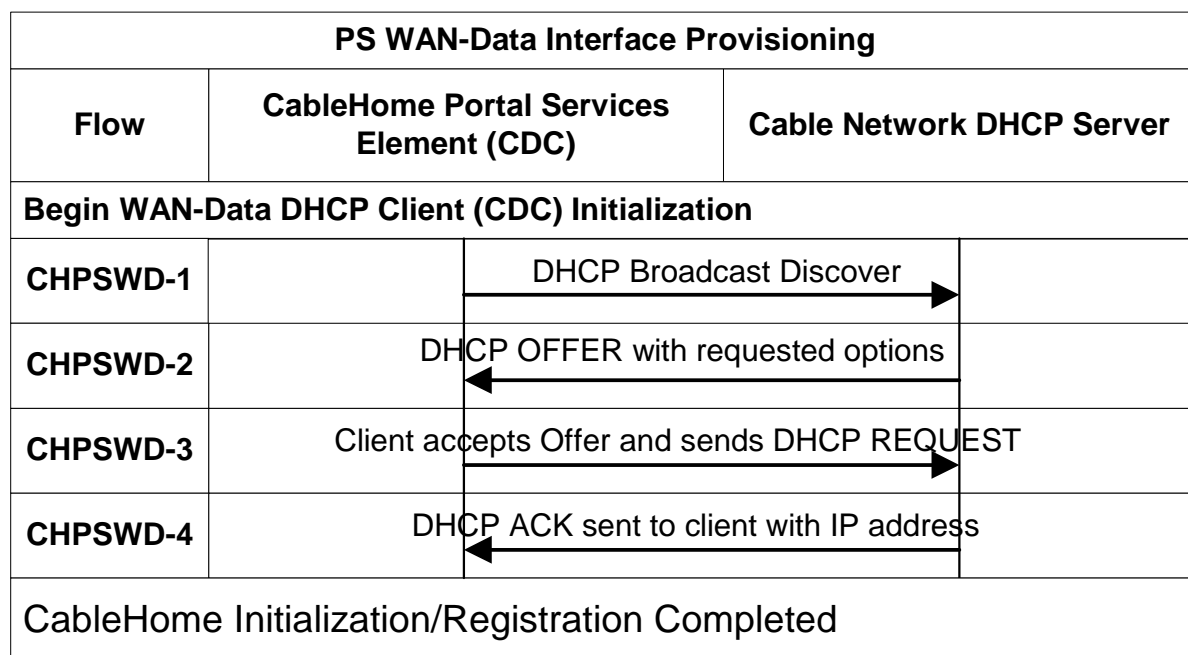 PS WAN-Data Interface Provisioning
Flow
CableHome Portal Services
Element (CDC)
Cable Network DHCP Server
Begin WAN-Data DHCP Client (CDC) Initialization
CHPSWD-1
DHCP Broadcast Discover
CHPSWD-2
DHCP OFFER with requested options
CHPSWD-3
Client accepts Offer and sends DHCP REQUEST
CHPSWD-4
DHCP ACK sent to client with IP address
CableHome Initialization/Registration Completed